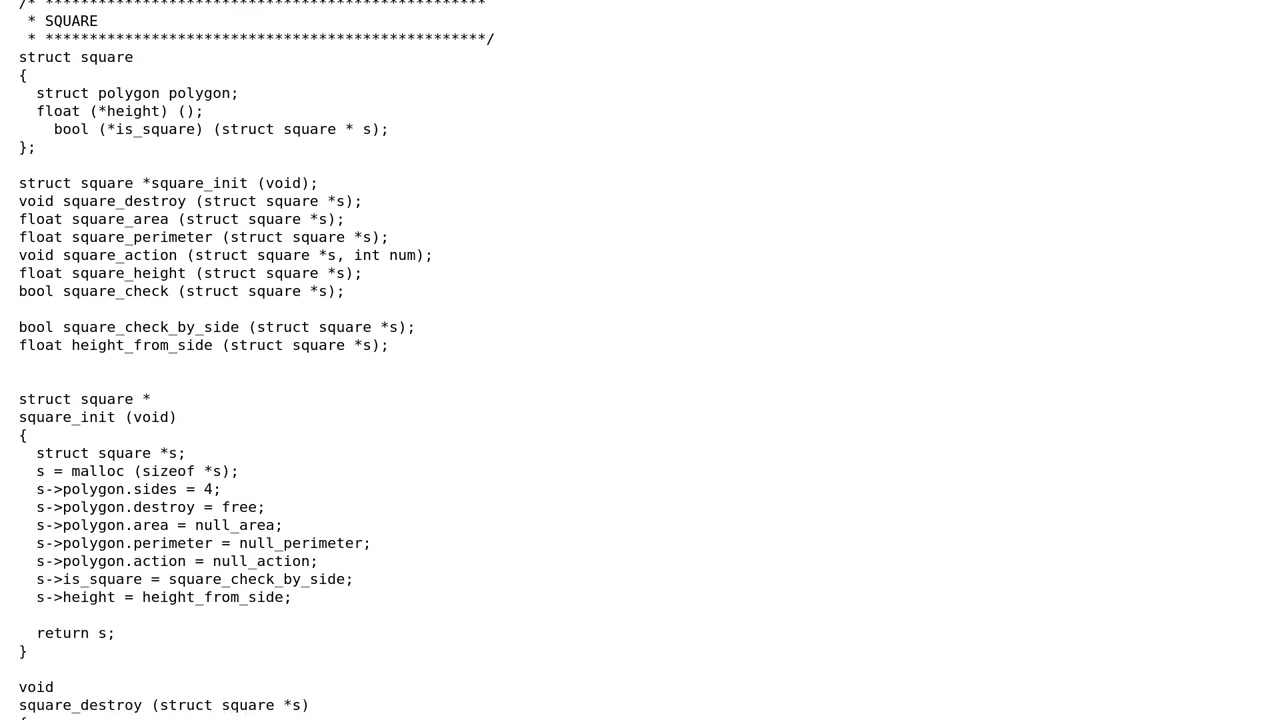 /* **************************************************
 * SQUARE
 * **************************************************/
struct square
{
  struct polygon polygon;
  float (*height) ();
    bool (*is_square) (struct square * s);
};

struct square *square_init (void);
void square_destroy (struct square *s);
float square_area (struct square *s);
float square_perimeter (struct square *s);
void square_action (struct square *s, int num);
float square_height (struct square *s);
bool square_check (struct square *s);

bool square_check_by_side (struct square *s);
float height_from_side (struct square *s);


struct square *
square_init (void)
{
  struct square *s;
  s = malloc (sizeof *s);
  s->polygon.sides = 4;
  s->polygon.destroy = free;
  s->polygon.area = null_area;
  s->polygon.perimeter = null_perimeter;
  s->polygon.action = null_action;
  s->is_square = square_check_by_side;
  s->height = height_from_side;

  return s;
}

void
square_destroy (struct square *s)
{